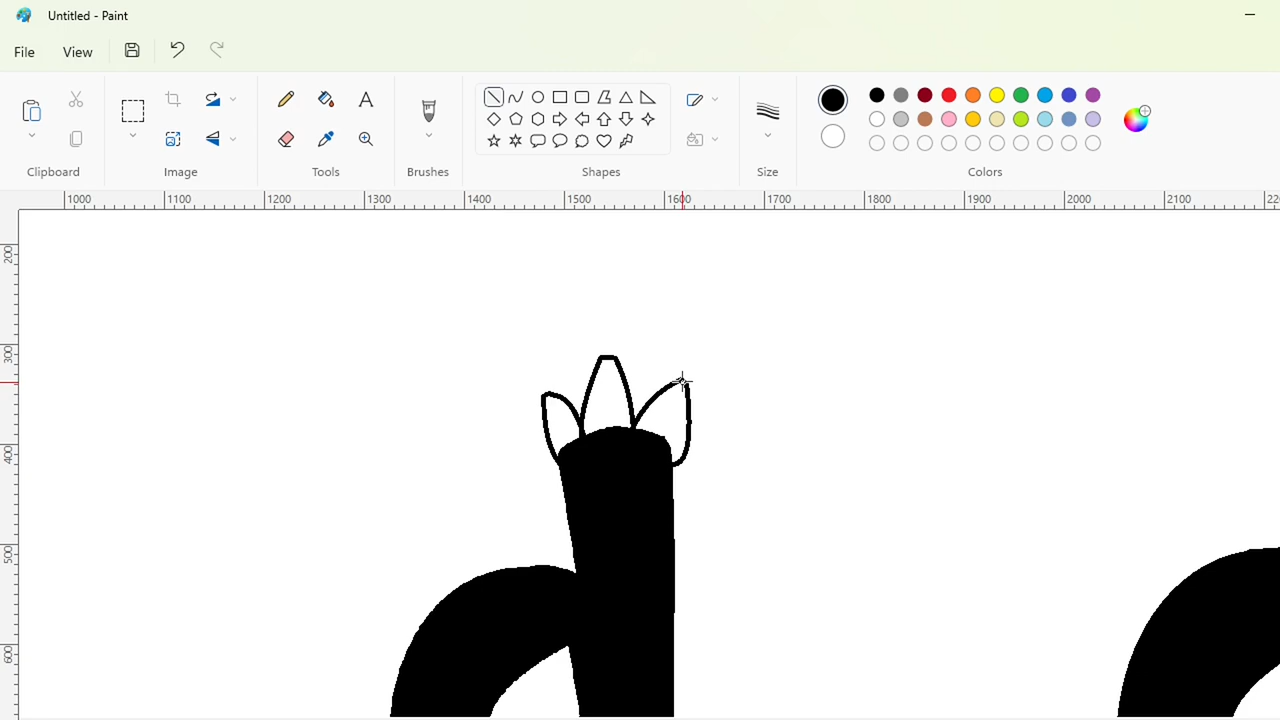 Untitled - Paint
File View
A
Clipboard Image Tools Brushes Shapes Size Colors
1000 1100 1200 1300 1400 1500 1600 1700 1800 1900 2000 2100
200
300
400
500
600